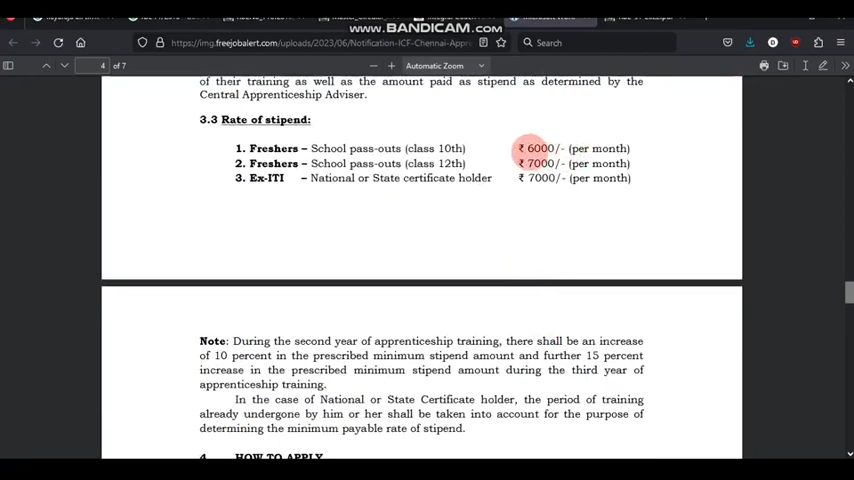 WWW.BANDICAM.COM
https://img.freejobalert.com/uploads/2023/06/Notification-ICF-Chennai-Appre
Search
4 of 7
Automatic Zoom
of their training as well as the amount paid as stipend as determined by the
Central Apprenticeship Adviser.
3.3 Rate of stipend:
1. Freshers – School pass-outs (class 10th) ₹ 6000/- (per month)
2. Freshers – School pass-outs (class 12th) ₹ 7000/- (per month)
3. Ex-ITI – National or State certificate holder ₹ 7000/- (per month)
Note: During the second year of apprenticeship training, there shall be an increase
of 10 percent in the prescribed minimum stipend amount and further 15 percent
increase in the prescribed minimum stipend amount during the third year of
apprenticeship training.
In the case of National or State Certificate holder, the period of training
already undergone by him or her shall be taken into account for the purpose of
determining the minimum payable rate of stipend.
4. HOW TO APPLY